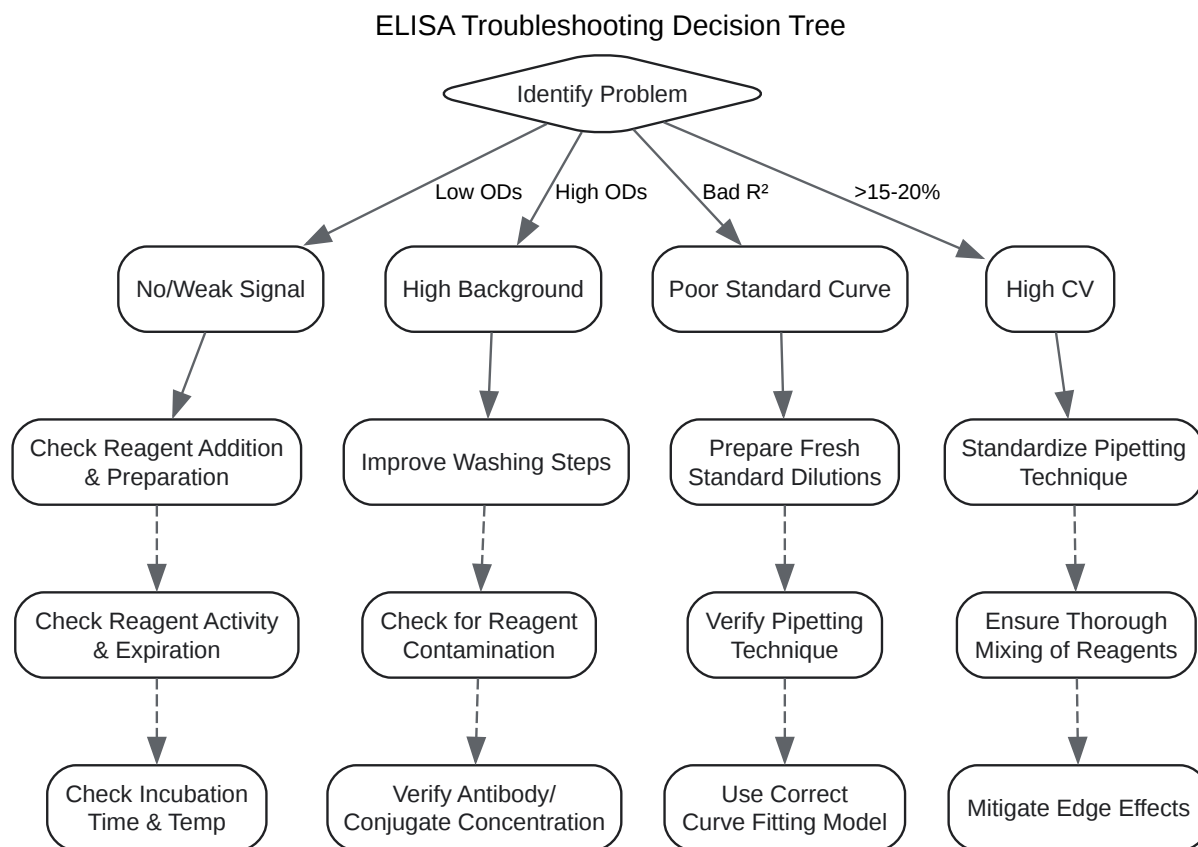 ELISA Troubleshooting Decision Tree
Identify Problem
Low ODs
High ODs
Bad R²
>15-20%
No/Weak Signal
High Background
Poor Standard Curve
High CV
Check Reagent Addition
& Preparation
Improve Washing Steps
Prepare Fresh
Standard Dilutions
Standardize Pipetting
Technique
Check Reagent Activity
& Expiration
Check for Reagent
Contamination
Verify Pipetting
Technique
Ensure Thorough
Mixing of Reagents
Check Incubation
Time & Temp
Verify Antibody/
Conjugate Concentration
Use Correct
Curve Fitting Model
Mitigate Edge Effects